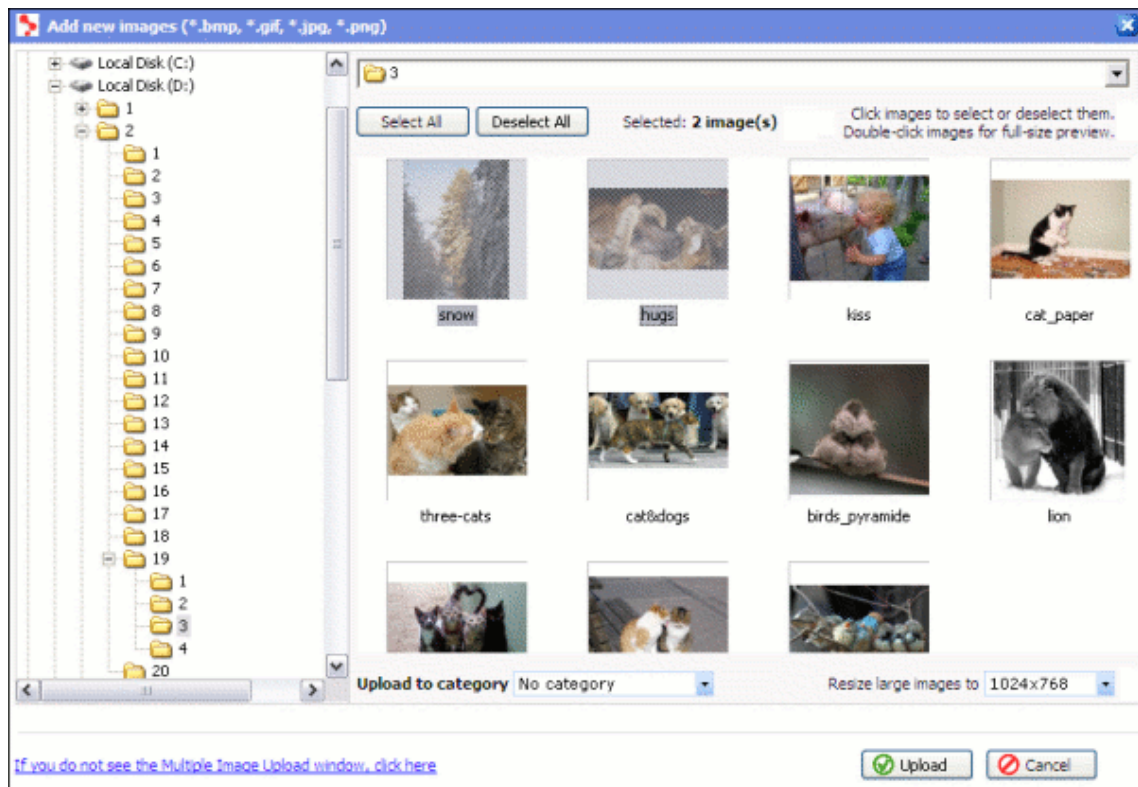 Add new images (*.bmp, *.gif, *.jpg, *.png)
Local Disk (C:)
Local Disk (D:)
1
2
1
2
3
4
5
6
7
8
9
10
11
12
13
14
15
16
17
18
19
1
2
3
4
20
3
Select All
Deselect All
Selected: 2 image(s)
Click images to select or deselect them.
Double-click images for full-size preview.
snow
hugs
kiss
cat_paper
three-cats
cat&dogs
birds_pyramide
lion
Upload to category No category
Resize large images to 1024x768
If you do not see the Multiple Image Upload window, click here
Upload
Cancel